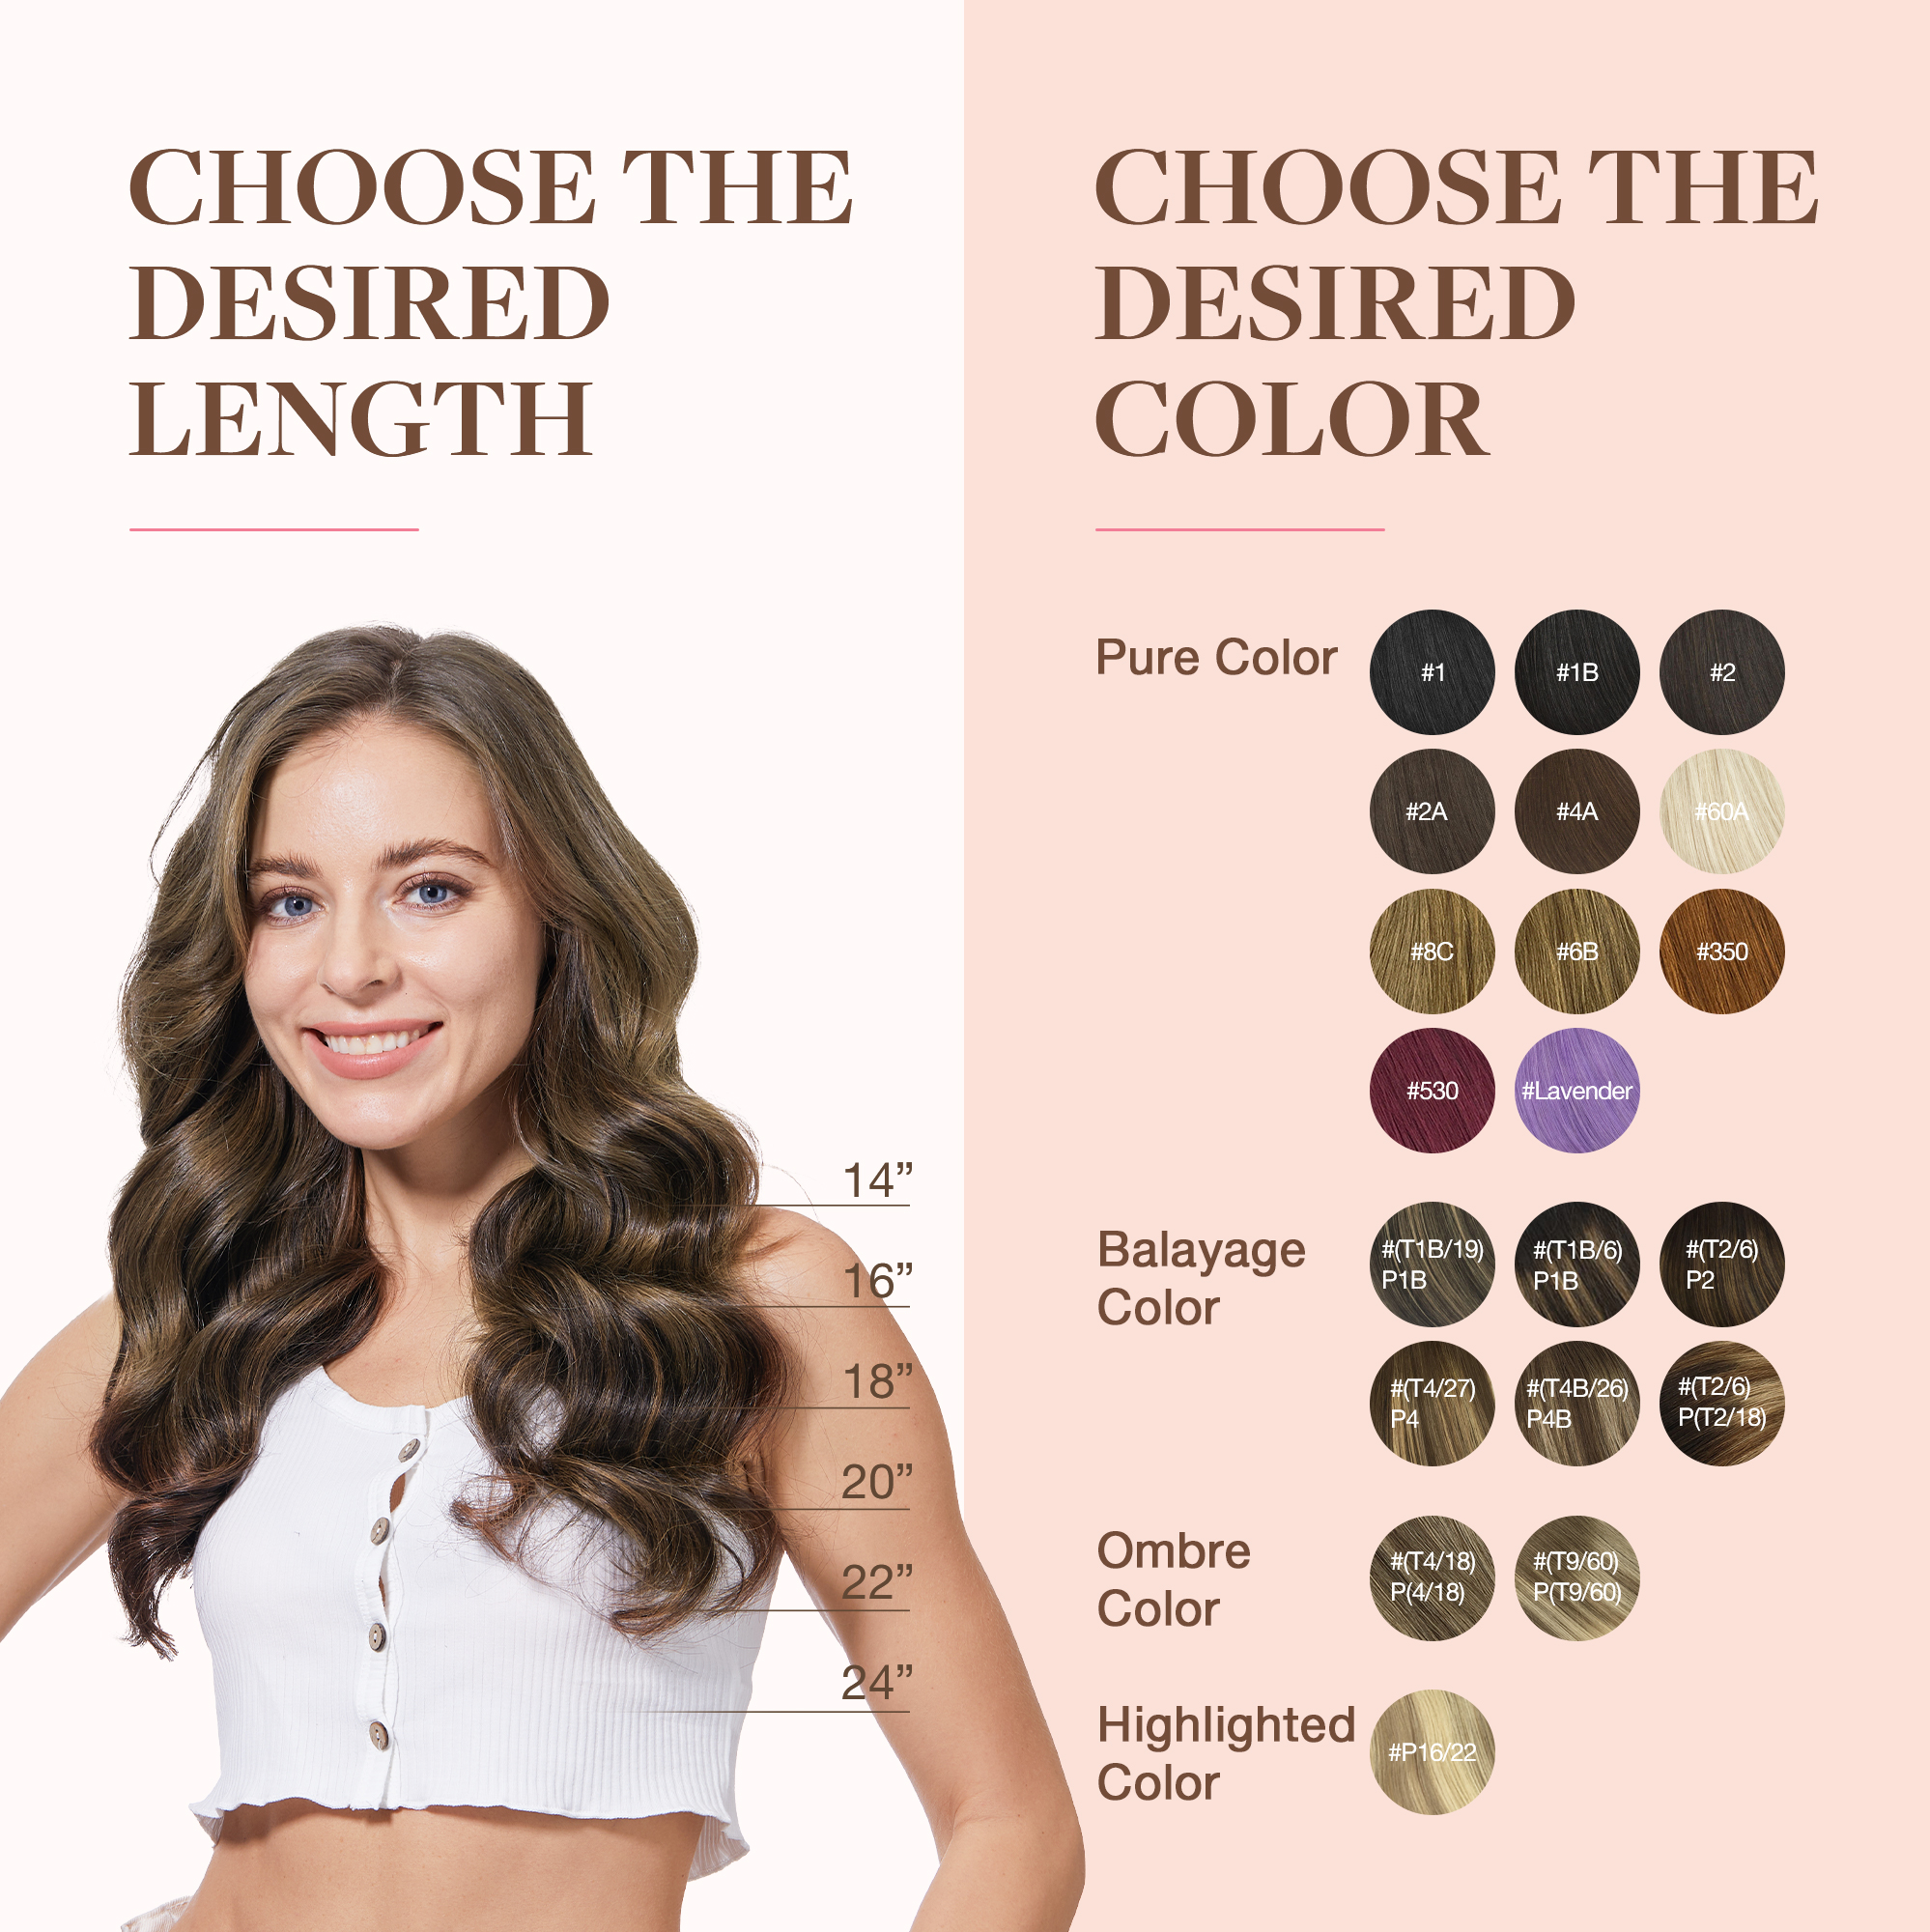 CHOOSE THE
DESIRED
LENGTH
14”
16”
18”
20”
22”
24”
CHOOSE THE
DESIRED
COLOR
Pure Color
#1
#1B
#2
#2A
#4A
#60A
#8C
#6B
#350
#530
#Lavender
Balayage
Color
#(T1B/19)
P1B
#(T1B/6)
P1B
#(T2/6)
P2
#(T4/27)
P4
#(T4B/26)
P4B
#(T2/6)
P(T2/18)
Ombre
Color
#(T4/18)
P(4/18)
#(T9/60)
P(T9/60)
Highlighted
Color
#P16/22